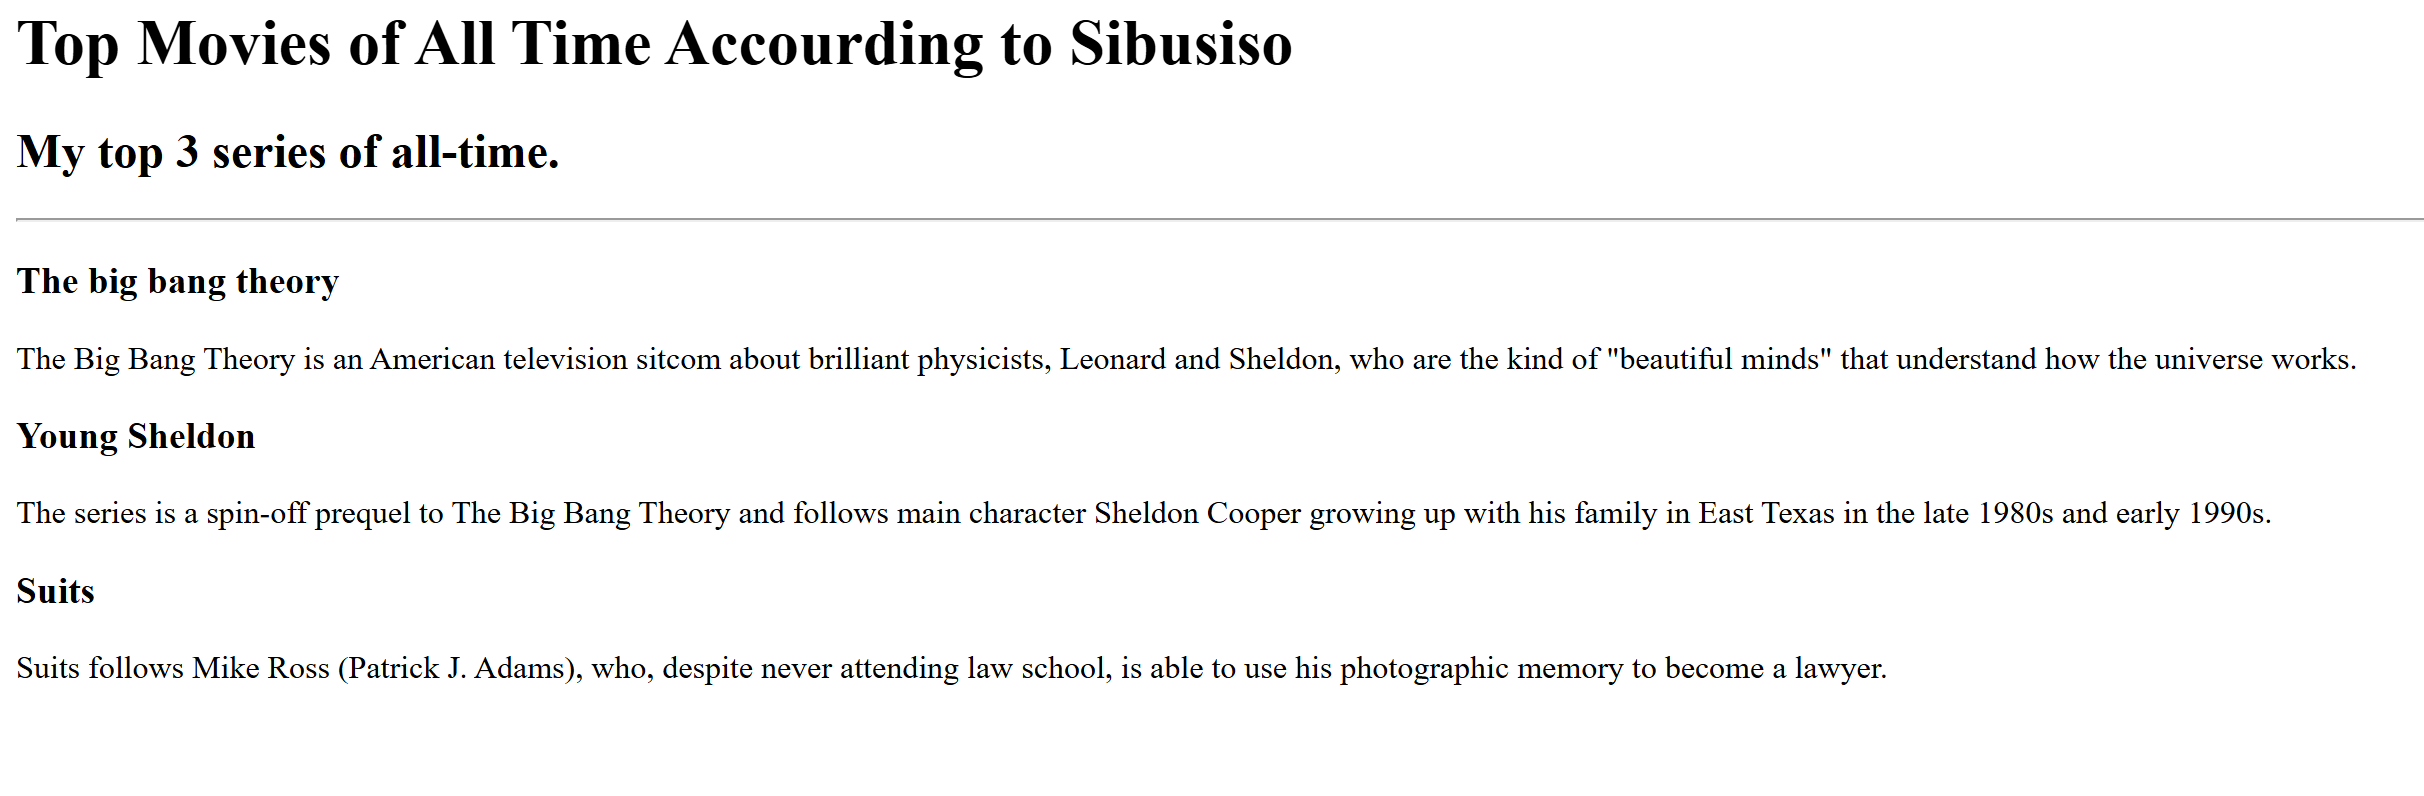 Top Movies of All Time Accourding to Sibusiso
My top 3 series of all-time.
The big bang theory
The Big Bang Theory is an American television sitcom about brilliant physicists, Leonard and Sheldon, who are the kind of "beautiful minds" that understand how the universe works.
Young Sheldon
The series is a spin-off prequel to The Big Bang Theory and follows main character Sheldon Cooper growing up with his family in East Texas in the late 1980s and early 1990s.
Suits
Suits follows Mike Ross (Patrick J. Adams), who, despite never attending law school, is able to use his photographic memory to become a lawyer.